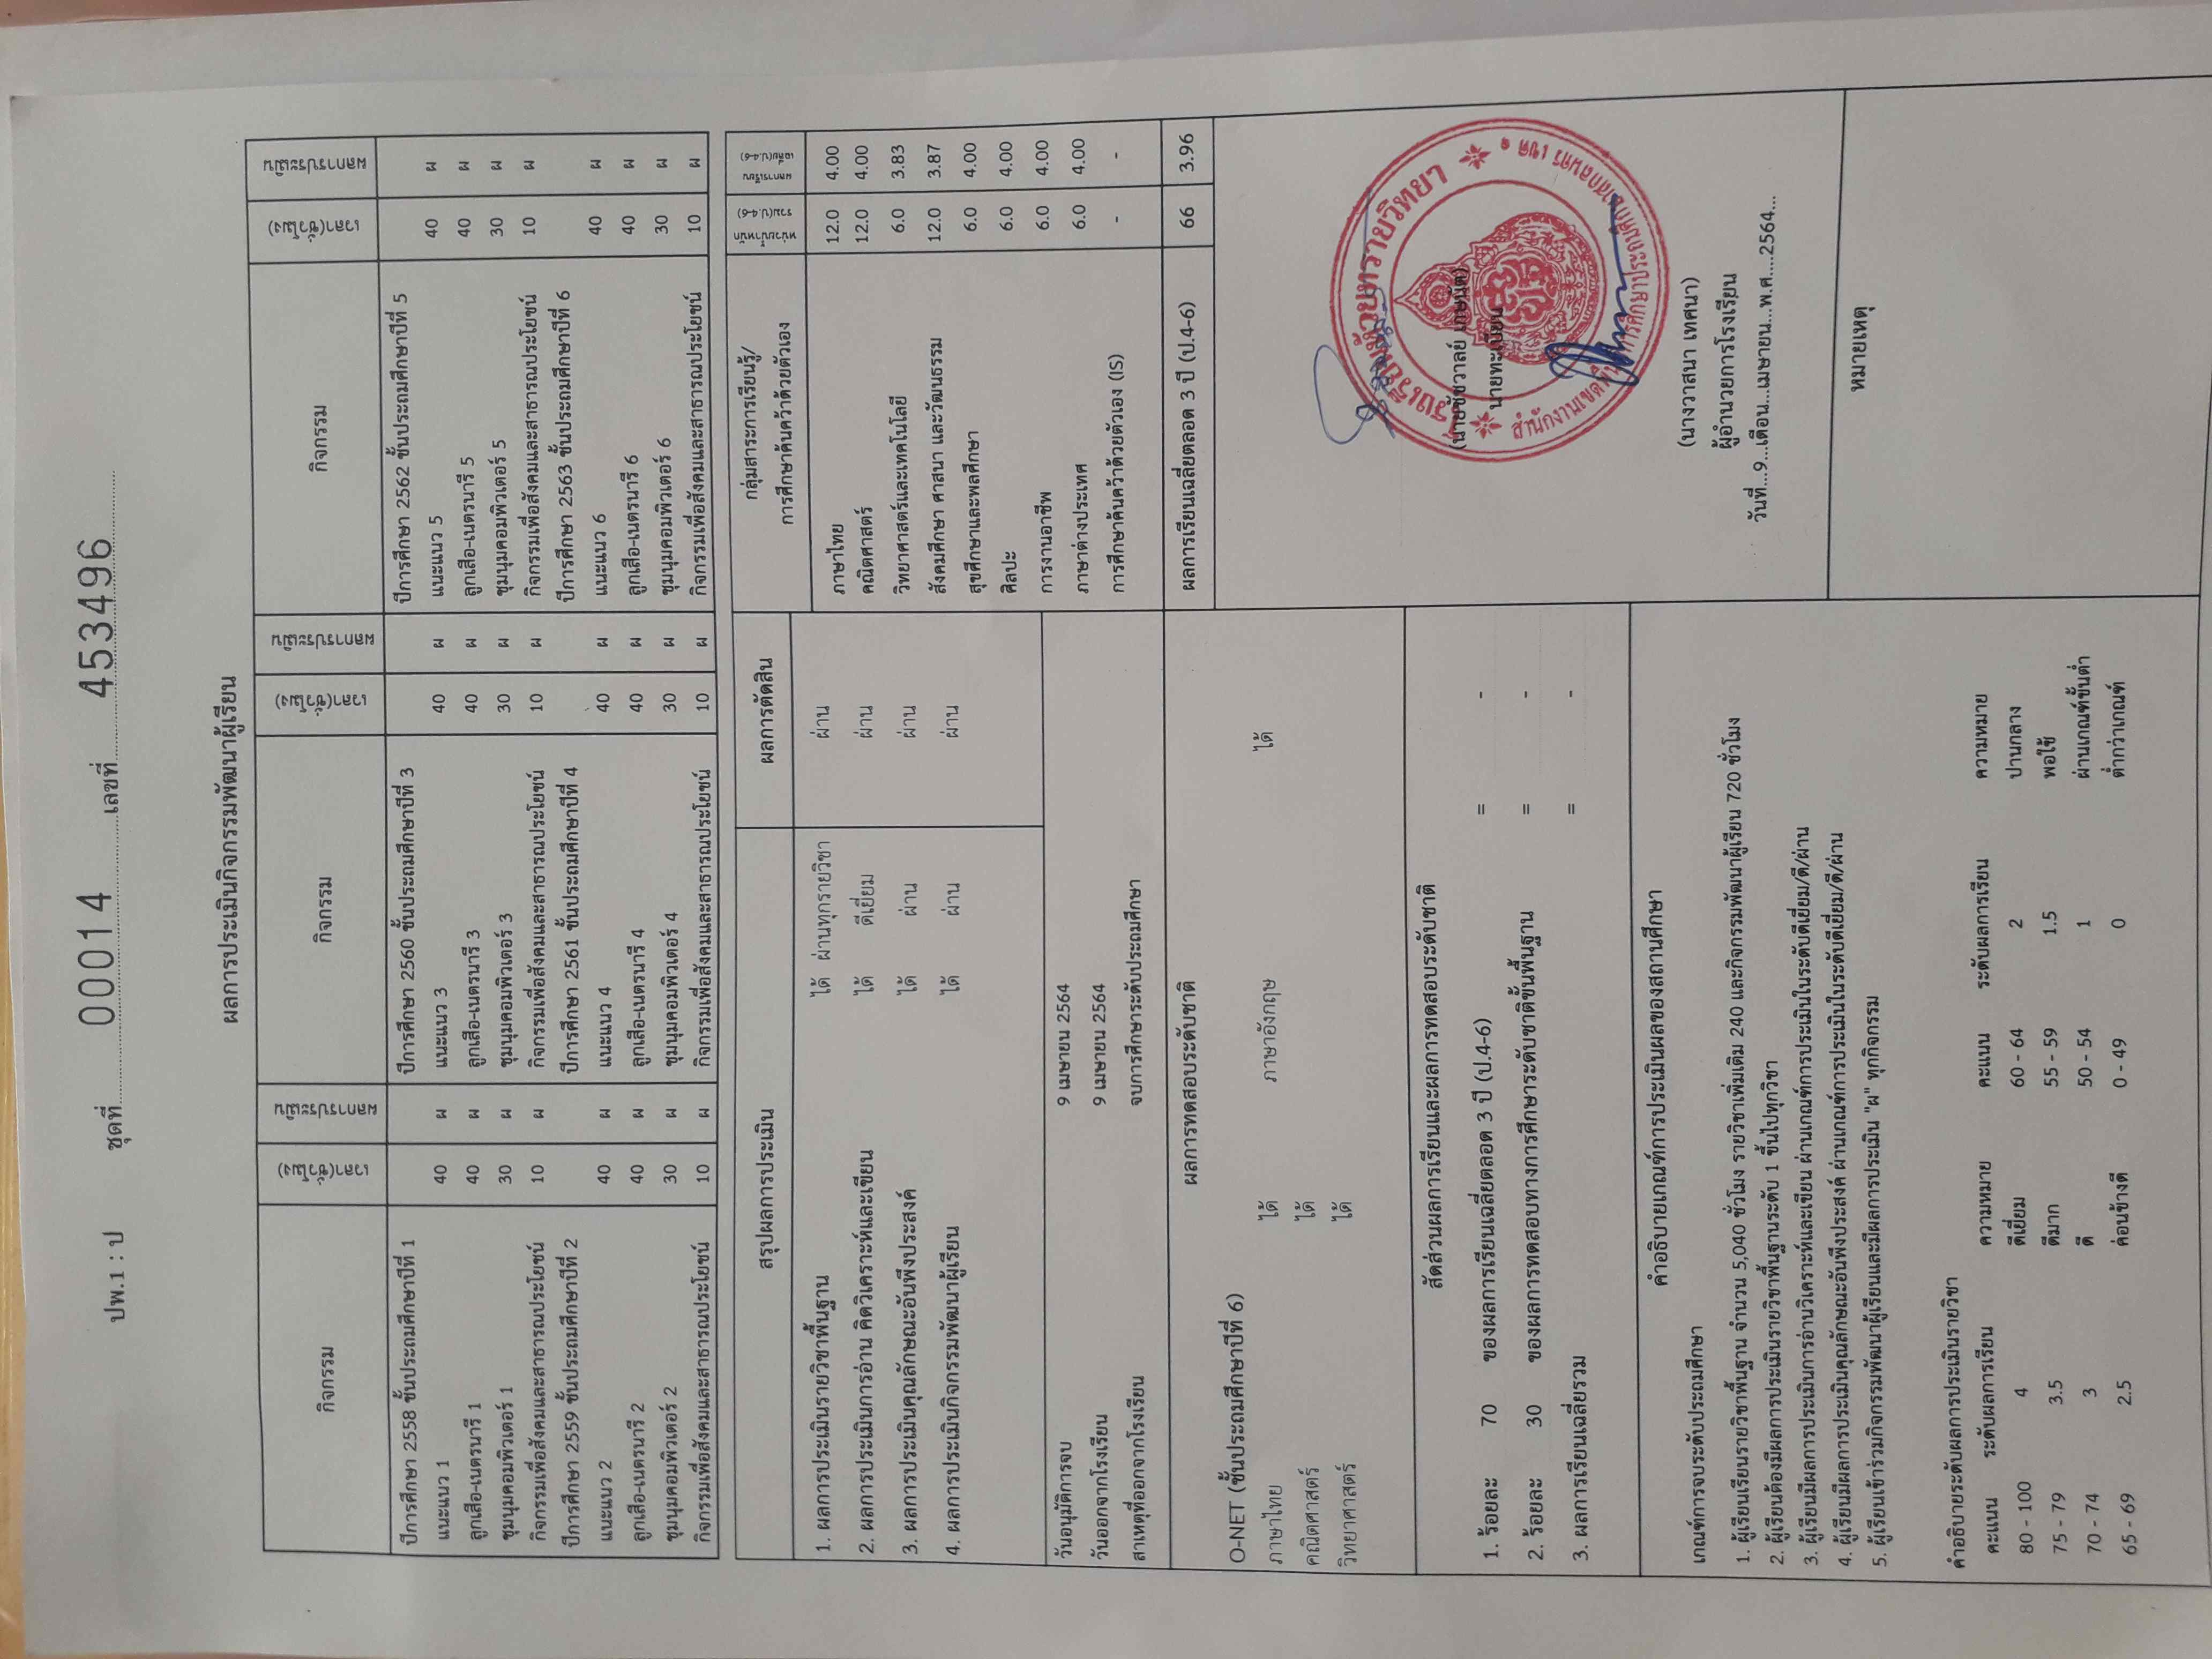 ปพ.1 : ป ชุดที่ 00014 เลขที่ 453496
ผลการประเมินกิจกรรมพัฒนาผู้เรียน
กิจกรรม เวลา(ชั่วโมง) ผลการประเมิน กิจกรรม เวลา(ชั่วโมง) ผลการประเมิน กิจกรรม เวลา(ชั่วโมง) ผลการประเมิน
ปีการศึกษา 2558 ชั้นประถมศึกษาปีที่ 1 ปีการศึกษา 2560 ชั้นประถมศึกษาปีที่ 3 ปีการศึกษา 2562 ชั้นประถมศึกษาปีที่ 5
แนะแนว 1 40 ผ แนะแนว 3 40 ผ แนะแนว 5 40 ผ
ลูกเสือ-เนตรนารี 1 40 ผ ลูกเสือ-เนตรนารี 3 40 ผ ลูกเสือ-เนตรนารี 5 40 ผ
ชุมนุมคอมพิวเตอร์ 1 30 ผ ชุมนุมคอมพิวเตอร์ 3 30 ผ ชุมนุมคอมพิวเตอร์ 5 30 ผ
กิจกรรมเพื่อสังคมและสาธารณประโยชน์ 10 ผ กิจกรรมเพื่อสังคมและสาธารณประโยชน์ 10 ผ กิจกรรมเพื่อสังคมและสาธารณประโยชน์ 10 ผ
ปีการศึกษา 2559 ชั้นประถมศึกษาปีที่ 2 ปีการศึกษา 2561 ชั้นประถมศึกษาปีที่ 4 ปีการศึกษา 2563 ชั้นประถมศึกษาปีที่ 6
แนะแนว 2 40 ผ แนะแนว 4 40 ผ แนะแนว 6 40 ผ
ลูกเสือ-เนตรนารี 2 40 ผ ลูกเสือ-เนตรนารี 4 40 ผ ลูกเสือ-เนตรนารี 6 40 ผ
ชุมนุมคอมพิวเตอร์ 2 30 ผ ชุมนุมคอมพิวเตอร์ 4 30 ผ ชุมนุมคอมพิวเตอร์ 6 30 ผ
กิจกรรมเพื่อสังคมและสาธารณประโยชน์ 10 ผ กิจกรรมเพื่อสังคมและสาธารณประโยชน์ 10 ผ กิจกรรมเพื่อสังคมและสาธารณประโยชน์ 10 ผ
สรุปผลการประเมิน ผลการตัดสิน
1. ผลการประเมินรายวิชาพื้นฐาน ได้ ผ่านทุกรายวิชา ผ่าน
2. ผลการประเมินการอ่าน คิดวิเคราะห์และเขียน ได้ ดีเยี่ยม ผ่าน
3. ผลการประเมินคุณลักษณะอันพึงประสงค์ ได้ ผ่าน ผ่าน
4. ผลการประเมินกิจกรรมพัฒนาผู้เรียน ได้ ผ่าน ผ่าน
วันอนุมัติการจบ 9 เมษายน 2564
วันออกจากโรงเรียน 9 เมษายน 2564
สาเหตุที่ออกจากโรงเรียน จบการศึกษาระดับประถมศึกษา
กลุ่มสาระการเรียนรู้/
การศึกษาค้นคว้าด้วยตัวเอง
หน่วยน้ำหนัก
รวม(ป.4-6)
ผลการเรียน
เฉลี่ย(ป.4-6)
ภาษาไทย 12.0 4.00
คณิตศาสตร์ 12.0 4.00
วิทยาศาสตร์และเทคโนโลยี 6.0 3.83
สังคมศึกษา ศาสนา และวัฒนธรรม 12.0 3.87
สุขศึกษาและพลศึกษา 6.0 4.00
ศิลปะ 6.0 4.00
การงานอาชีพ 6.0 4.00
ภาษาต่างประเทศ 6.0 4.00
การศึกษาค้นคว้าด้วยตัวเอง (IS) - -
ผลการเรียนเฉลี่ยตลอด 3 ปี (ป.4-6) 66 3.96
ผลการทดสอบระดับชาติ
O-NET (ชั้นประถมศึกษาปีที่ 6)
ภาษาไทย ได้ ภาษาอังกฤษ ได้
คณิตศาสตร์ ได้
วิทยาศาสตร์ ได้
สัดส่วนผลการเรียนและผลการทดสอบระดับชาติ
1. ร้อยละ 70 ของผลการเรียนเฉลี่ยตลอด 3 ปี (ป.4-6) = -
2. ร้อยละ 30 ของผลการทดสอบทางการศึกษาระดับชาติขั้นพื้นฐาน = -
3. ผลการเรียนเฉลี่ยรวม = -
โรงเรียนห้วยทรายวิทยา
(นายชัชวาลย์ เกษนัด)
นายทะเบียน
(นางวาสนา เทศนา)
ผู้อำนวยการโรงเรียน
วันที่...9...เดือน...เมษายน...พ.ศ....2564...
หมายเหตุ
คำอธิบายเกณฑ์การประเมินผลของสถานศึกษา
เกณฑ์การจบระดับประถมศึกษา
1. ผู้เรียนเรียนรายวิชาพื้นฐาน จำนวน 5,040 ชั่วโมง รายวิชาเพิ่มเติม 240 และกิจกรรมพัฒนาผู้เรียน 720 ชั่วโมง
2. ผู้เรียนต้องมีผลการประเมินรายวิชาพื้นฐานระดับ 1 ขึ้นไปทุกวิชา
3. ผู้เรียนมีผลการประเมินการอ่านวิเคราะห์และเขียน ผ่านเกณฑ์การประเมินในระดับดีเยี่ยม/ดี/ผ่าน
4. ผู้เรียนมีผลการประเมินคุณลักษณะอันพึงประสงค์ ผ่านเกณฑ์การประเมินในระดับดีเยี่ยม/ดี/ผ่าน
5. ผู้เรียนเข้าร่วมกิจกรรมพัฒนาผู้เรียนและมีผลการประเมิน "ผ" ทุกกิจกรรม
คำอธิบายระดับผลการประเมินรายวิชา
คะแนน ระดับผลการเรียน ความหมาย คะแนน ระดับผลการเรียน ความหมาย
80 - 100 4 ดีเยี่ยม 60 - 64 2 ปานกลาง
75 - 79 3.5 ดีมาก 55 - 59 1.5 พอใช้
70 - 74 3 ดี 50 - 54 1 ผ่านเกณฑ์ขั้นต่ำ
65 - 69 2.5 ค่อนข้างดี 0 - 49 0 ต่ำกว่าเกณฑ์